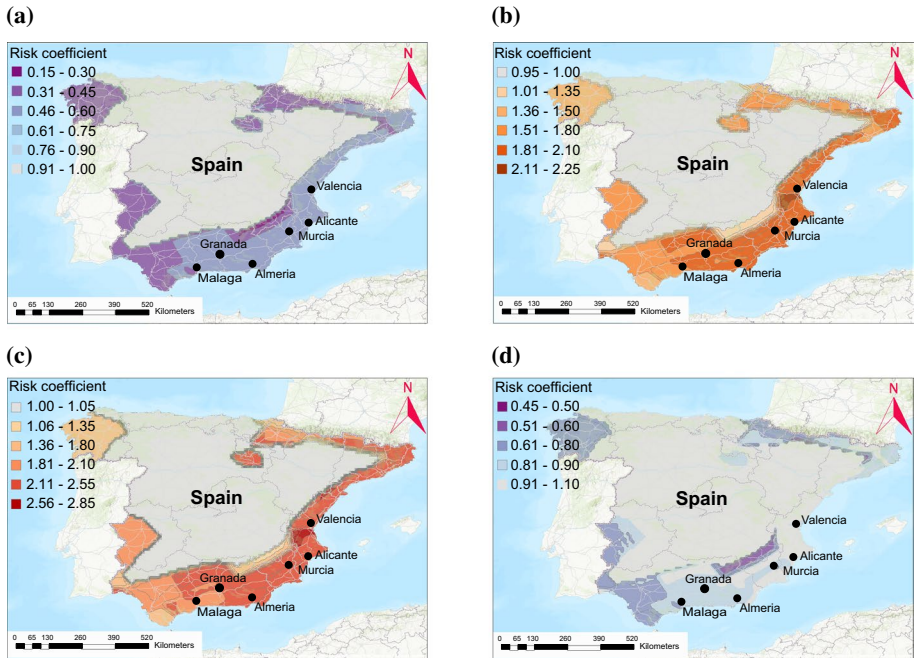 (a)
Risk coefficient
0.15 - 0.30
0.31 - 0.45
0.46 - 0.60
0.61 - 0.75
0.76 - 0.90
0.91 - 1.00
N
Spain
Valencia
Alicante
Murcia
Granada
Malaga
Almeria
0 65 130 260 390 520
Kilometers
(b)
Risk coefficient
0.95 - 1.00
1.01 - 1.35
1.36 - 1.50
1.51 - 1.80
1.81 - 2.10
2.11 - 2.25
N
Spain
Valencia
Alicante
Murcia
Granada
Malaga
Almeria
0 65 130 260 390 520
Kilometers
(c)
Risk coefficient
1.00 - 1.05
1.06 - 1.35
1.36 - 1.80
1.81 - 2.10
2.11 - 2.55
2.56 - 2.85
N
Spain
Valencia
Alicante
Murcia
Granada
Malaga
Almeria
0 65 130 260 390 520
Kilometers
(d)
Risk coefficient
0.45 - 0.50
0.51 - 0.60
0.61 - 0.80
0.81 - 0.90
0.91 - 1.10
N
Spain
Valencia
Alicante
Murcia
Granada
Malaga
Almeria
0 65 130 260 390 520
Kilometers